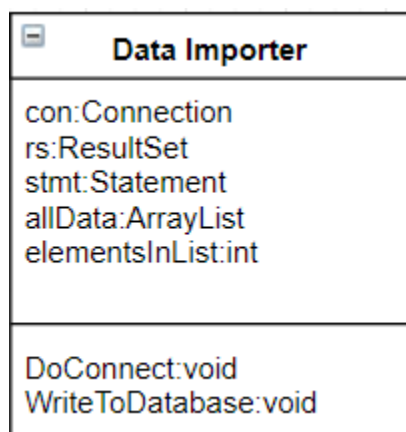 Data Importer
con:Connection
rs:ResultSet
stmt:Statement
allData:ArrayList
elementsInList:int
DoConnect:void
WriteToDatabase:void